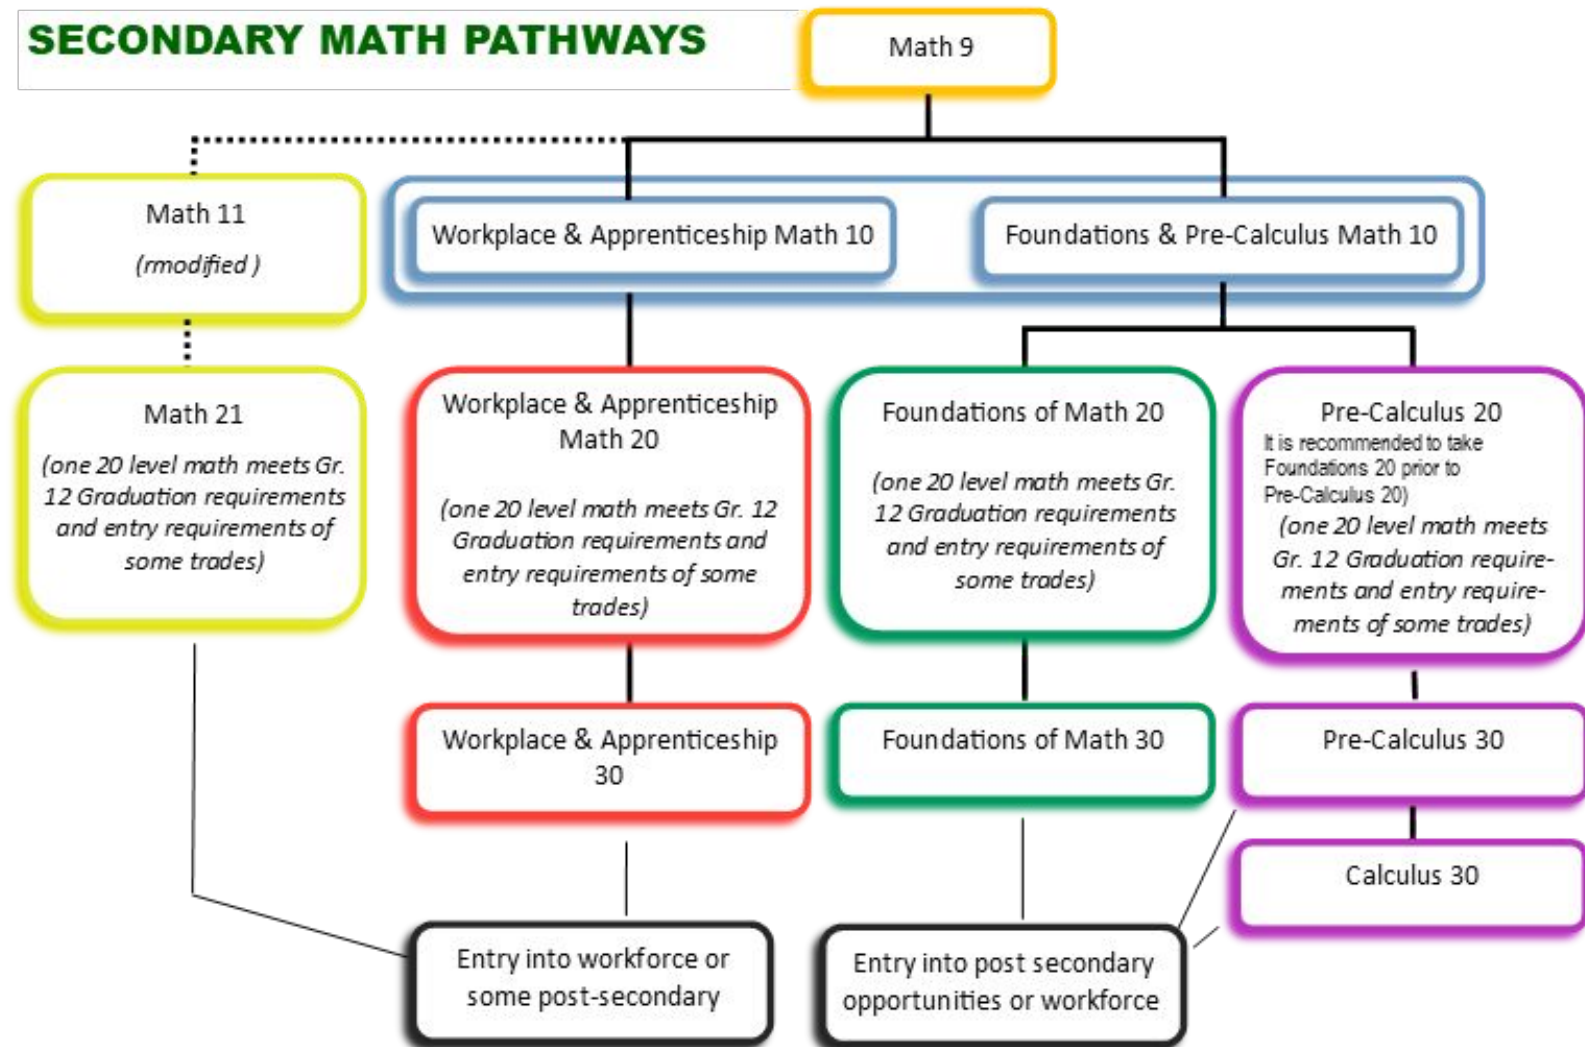 SECONDARY MATH PATHWAYS
Math 9
Math 11
(rmodified )
Workplace & Apprenticeship Math 10
Foundations & Pre-Calculus Math 10
Math 21
(one 20 level math meets Gr.
12 Graduation requirements
and entry requirements of
some trades)
Workplace & Apprenticeship
Math 20
(one 20 level math meets Gr. 12
Graduation requirements and
entry requirements of some
trades)
Foundations of Math 20
(one 20 level math meets Gr.
12 Graduation requirements
and entry requirements of
some trades)
Pre-Calculus 20
It is recommended to take
Foundations 20 prior to
Pre-Calculus 20)
(one 20 level math meets
Gr. 12 Graduation require-
ments and entry require-
ments of some trades)
Workplace & Apprenticeship
30
Foundations of Math 30
Pre-Calculus 30
Calculus 30
Entry into workforce or
some post-secondary
Entry into post secondary
opportunities or workforce